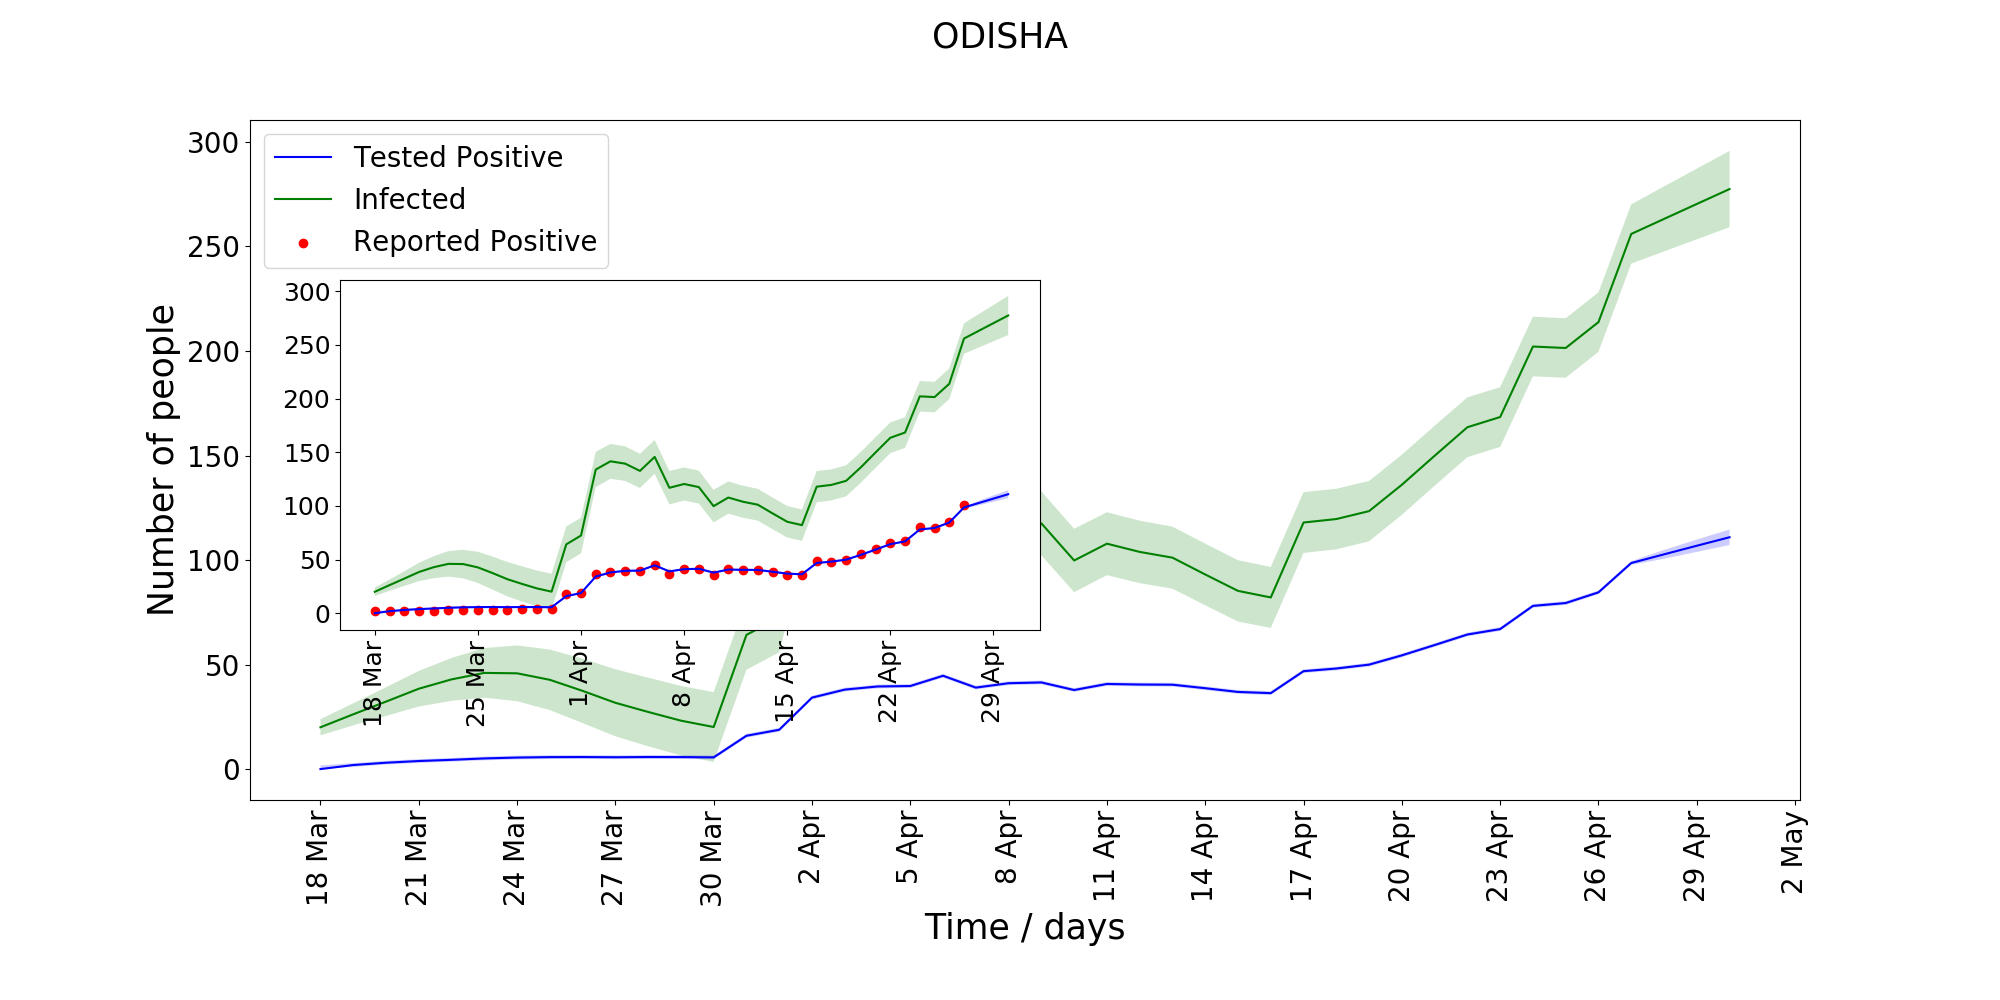 ODISHA
Tested Positive
Infected
Reported Positive
Number of people
300
250
200
150
100
50
0
300
250
200
150
100
50
0
18 Mar
25 Mar
1 Apr
8 Apr
15 Apr
22 Apr
29 Apr
18 Mar
21 Mar
24 Mar
27 Mar
30 Mar
2 Apr
5 Apr
8 Apr
11 Apr
14 Apr
17 Apr
20 Apr
23 Apr
26 Apr
29 Apr
2 May
Time / days